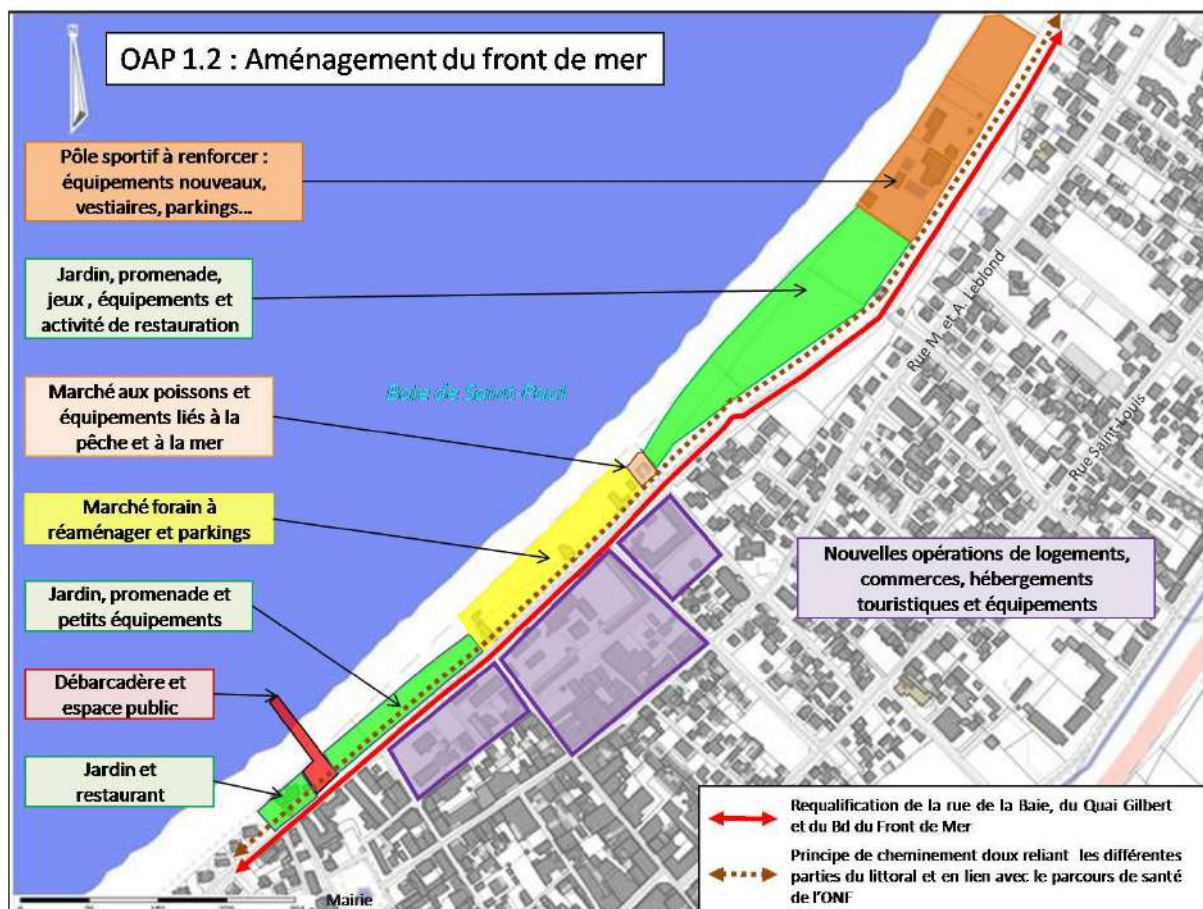 OAP 1.2 : Aménagement du front de mer
Pôle sportif à renforcer :
équipements nouveaux,
vestiaires, parkings...
Jardin, promenade,
jeux , équipements et
activité de restauration
Marché aux poissons et
équipements liés à la
pêche et à la mer
Marché forain à
réaménager et parkings
Jardin, promenade et
petits équipements
Débarcadère et
espace public
Jardin et
restaurant
Baie de Saint Paul
Rue M. et A. Leblond
Rue Saint-Louis
Nouvelles opérations de logements,
commerces, hébergements
touristiques et équipements
Mairie
Requalification de la rue de la Baie, du Quai Gilbert
et du Bd du Front de Mer
Principe de cheminement doux reliant les différentes
parties du littoral et en lien avec le parcours de santé
de l'ONF